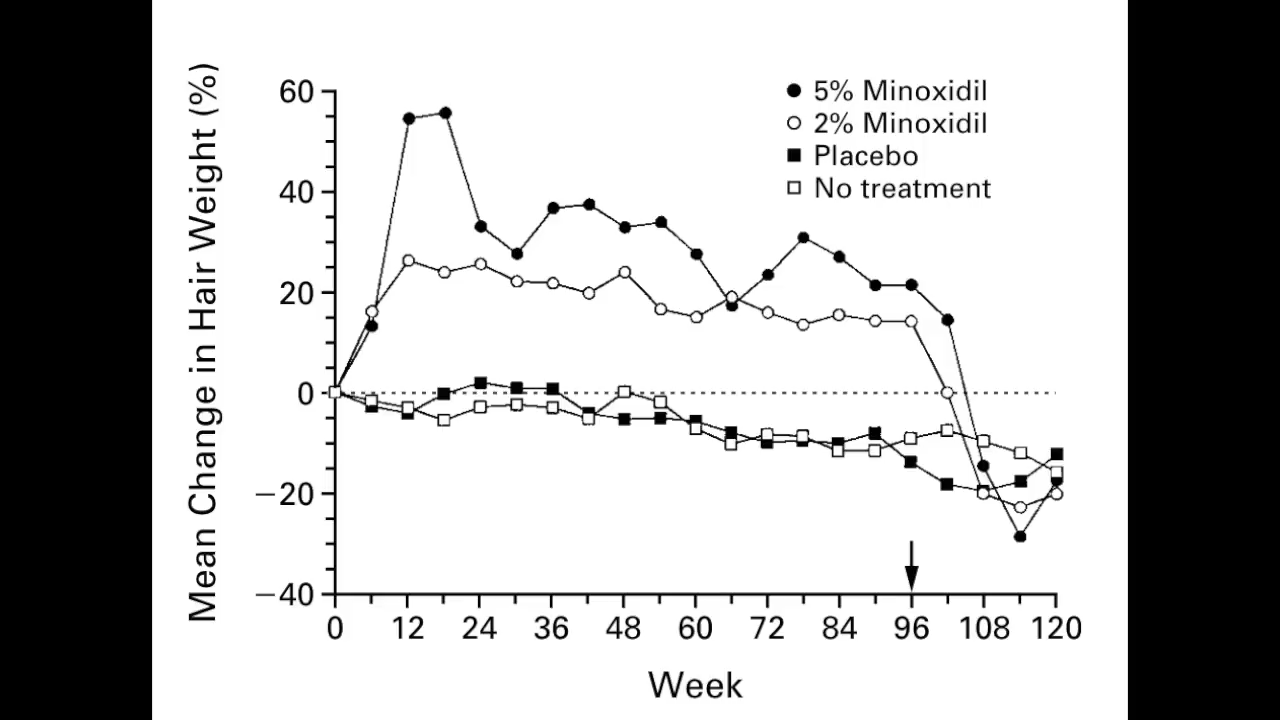 Mean Change in Hair Weight (%)
60
40
20
0
−20
−40
5% Minoxidil
2% Minoxidil
Placebo
No treatment
0 12 24 36 48 60 72 84 96 108 120
Week